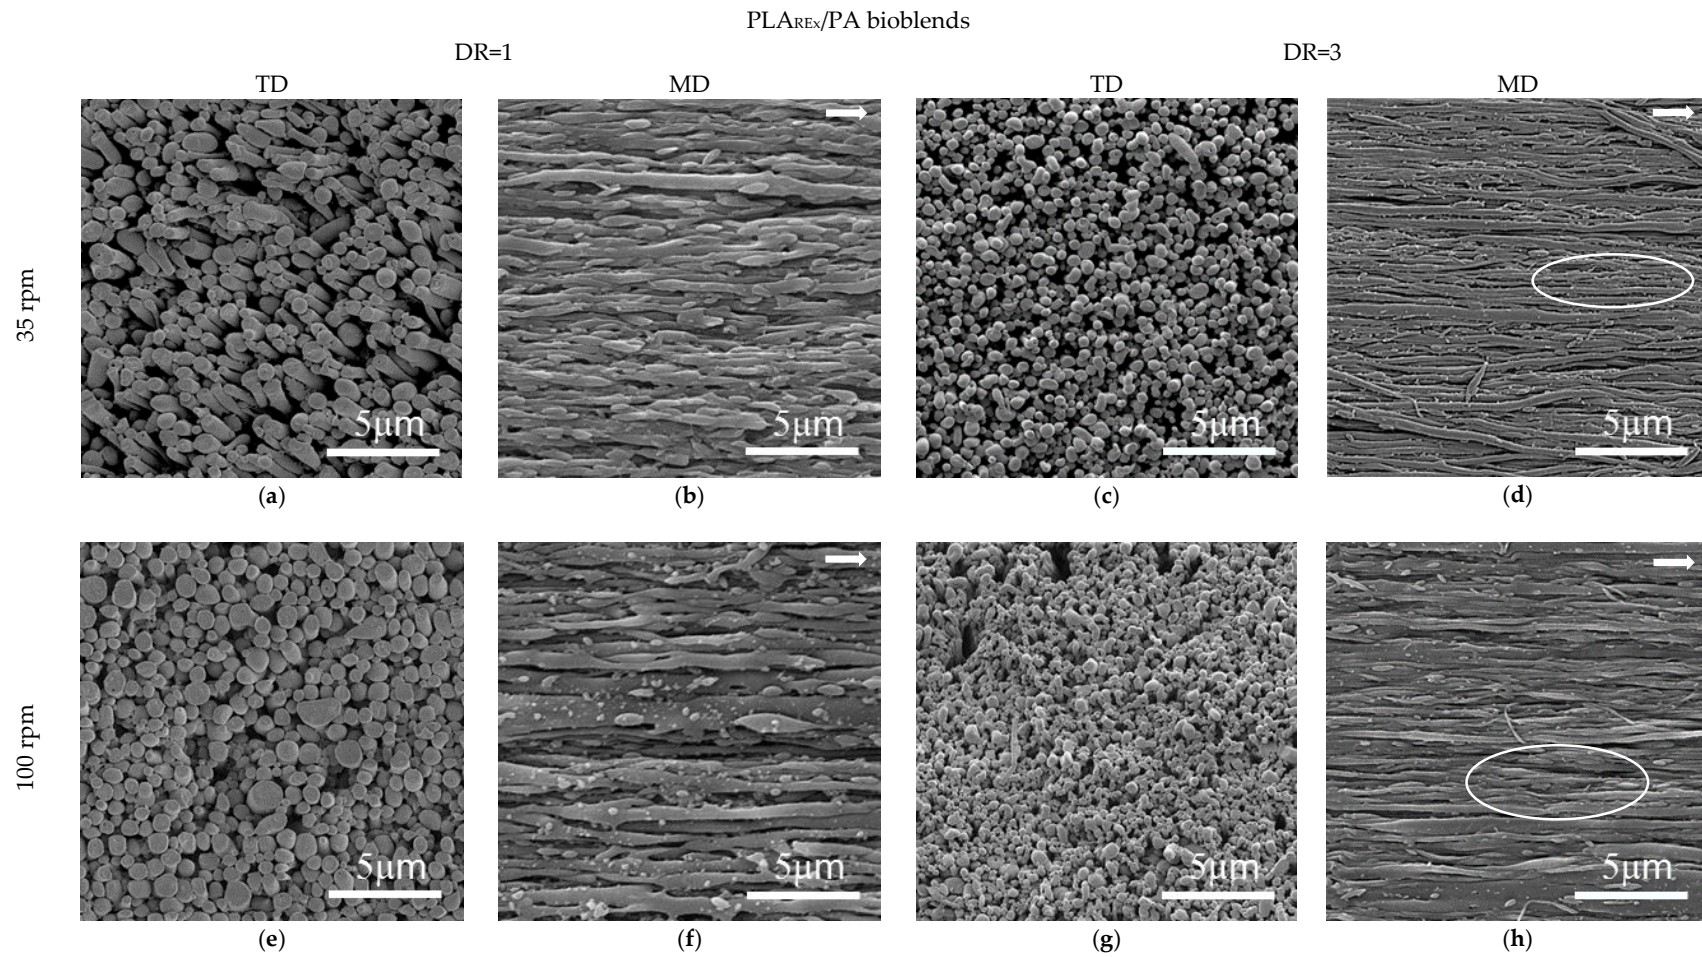 PLAREx/PA bioblends
DR=1 DR=3
TD MD TD MD
35 rpm
5μm 5μm 5μm 5μm
(a) (b) (c) (d)
100 rpm
5μm 5μm 5μm 5μm
(e) (f) (g) (h)